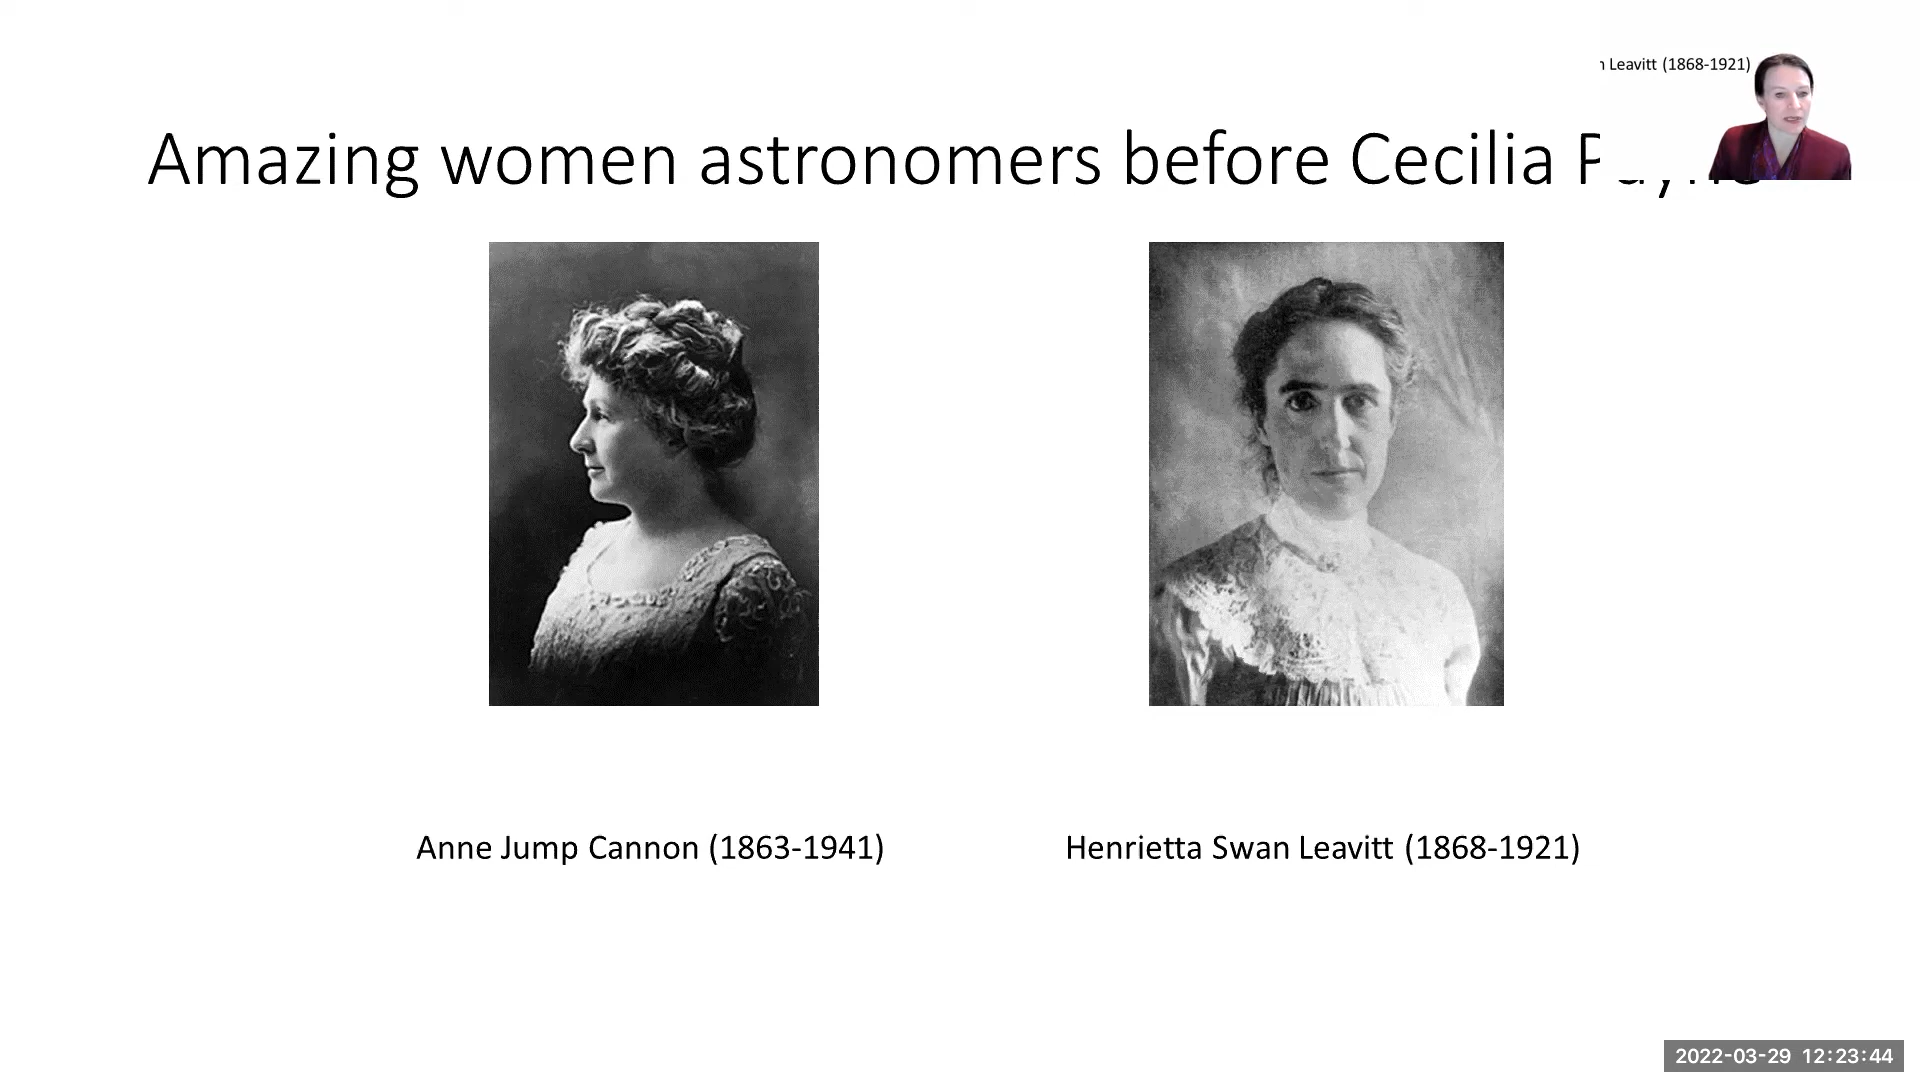 n Leavitt (1868-1921)
Amazing women astronomers before Cecilia Payne
Anne Jump Cannon (1863-1941)
Henrietta Swan Leavitt (1868-1921)
2022-03-29 12:23:44